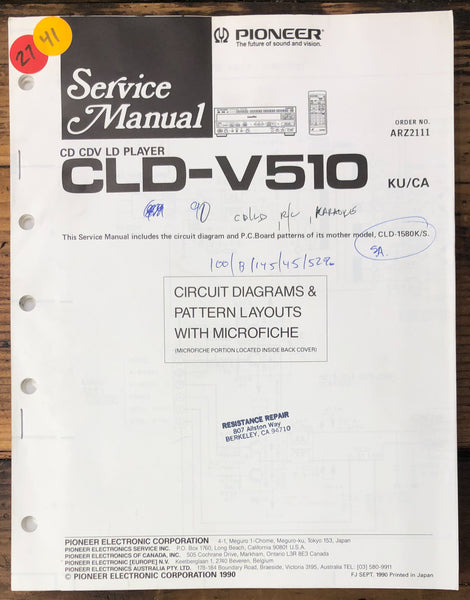 27
41
PIONEER®
The future of sound and vision.
Service
Manual
ORDER NO.
ARZ2111
CD CDV LD PLAYER
CLD-V510 KU/CA
90 CD/LD, R/C, KARAOKE
This Service Manual includes the circuit diagram and P.C.Board patterns of its mother model, CLD-1580K/S.
SA.
100/B/145/45/52%
CIRCUIT DIAGRAMS &
PATTERN LAYOUTS
WITH MICROFICHE
(MICROFICHE PORTION LOCATED INSIDE BACK COVER)
RESISTANCE REPAIR
807 Allston Way
BERKELEY, CA 94710
PIONEER ELECTRONIC CORPORATION 4-1, Meguro 1-Chome, Meguro-ku, Tokyo 153, Japan
PIONEER ELECTRONICS SERVICE INC. P.O. Box 1760, Long Beach, California 90801 U.S.A.
PIONEER ELECTRONICS OF CANADA, INC. 505 Cochrane Drive, Markham, Ontario L3R 8E3 Canada
PIONEER ELECTRONIC [EUROPE] N.V. Keetberglaan 1, 2740 Beveren, Belgium
PIONEER ELECTRONICS AUSTRALIA PTY. LTD. 178-184 Boundary Road, Braeside, Victoria 3195, Australia TEL: [03] 580-9911
© PIONEER ELECTRONIC CORPORATION 1990 FJ SEPT. 1990 Printed in Japan